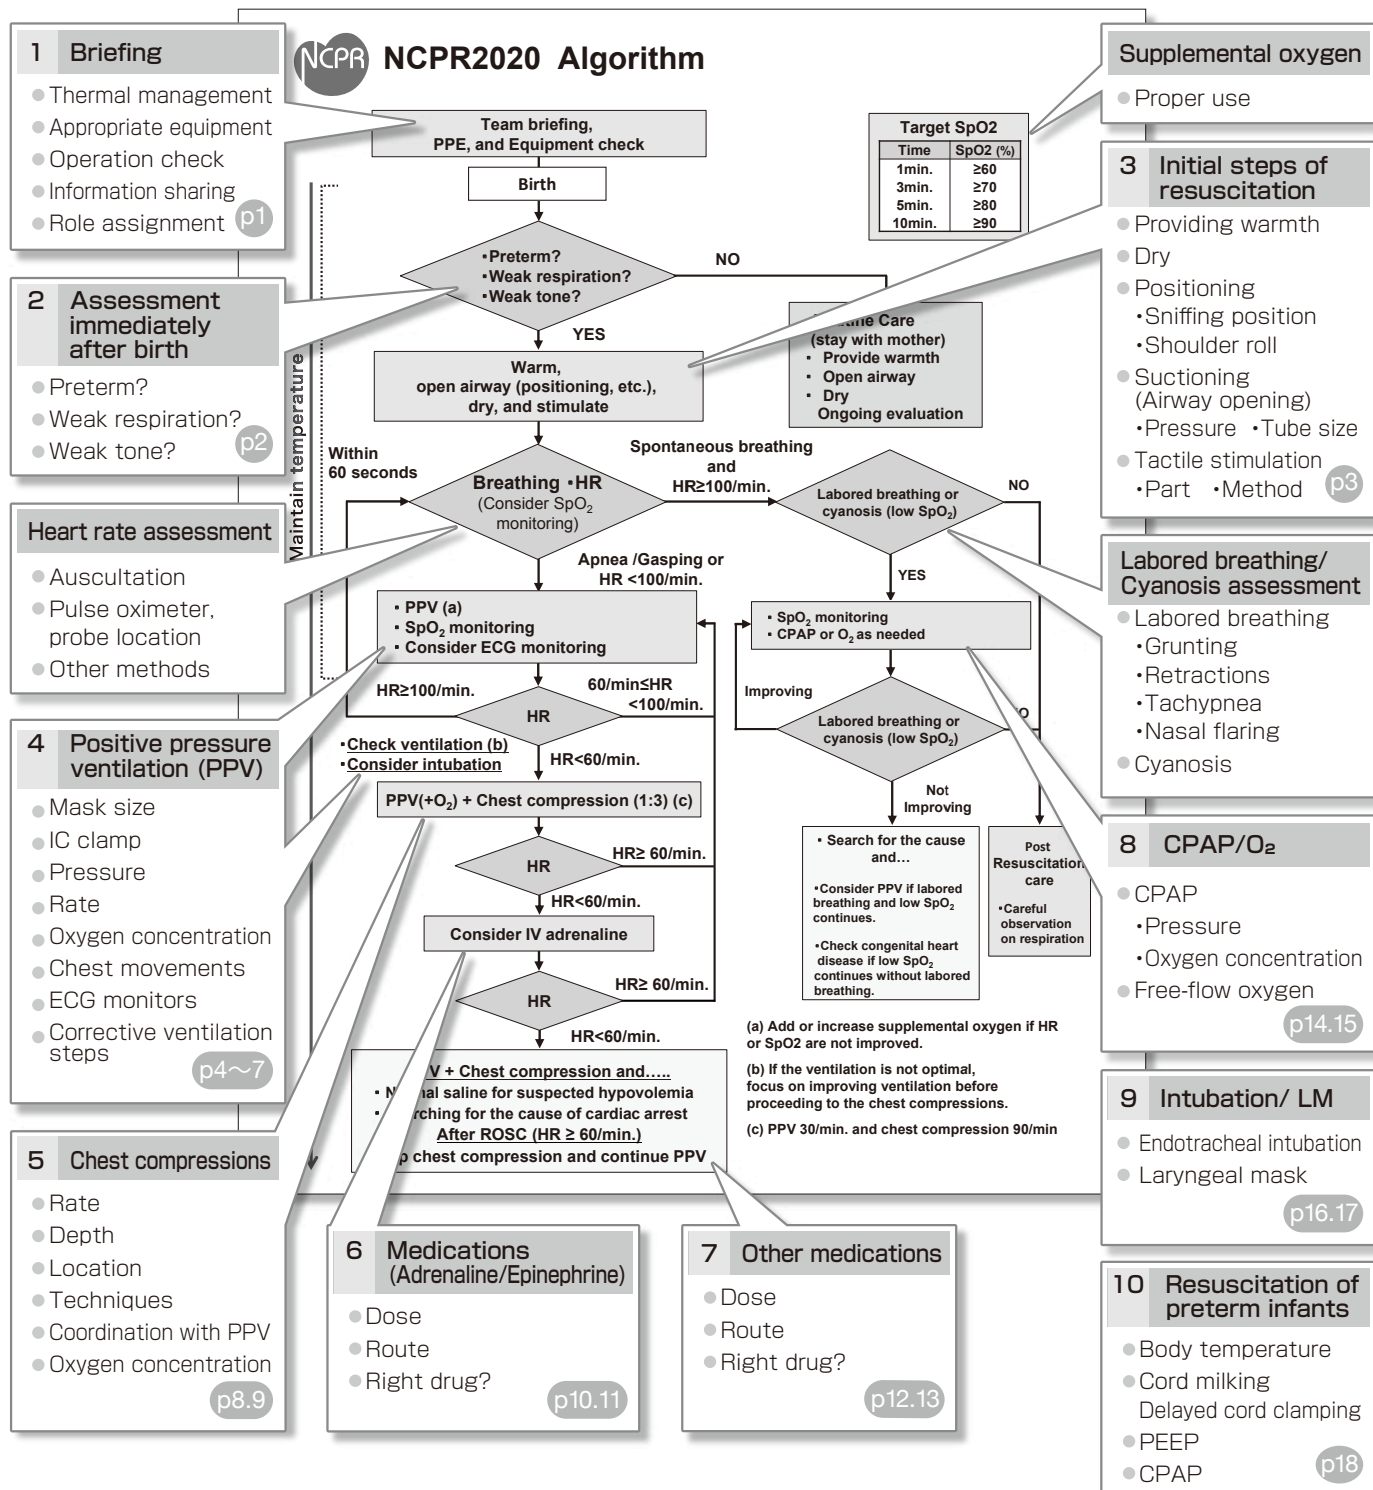 NCPR
NCPR2020 Algorithm
1 Briefing
Thermal management
Appropriate equipment
Operation check
Information sharing
Role assignment
p1
2 Assessment
immediately
after birth
Preterm?
Weak respiration?
Weak tone?
p2
Heart rate assessment
Auscultation
Pulse oximeter,
probe location
Other methods
4 Positive pressure
ventilation (PPV)
Mask size
IC clamp
Pressure
Rate
Oxygen concentration
Chest movements
ECG monitors
Corrective ventilation
steps
p4～7
5 Chest compressions
Rate
Depth
Location
Techniques
Coordination with PPV
Oxygen concentration
p8.9
Team briefing,
PPE, and Equipment check
Birth
・Preterm?
・Weak respiration?
・Weak tone?
NO
YES
Warm,
open airway (positioning, etc.),
dry, and stimulate
Maintain temperature
Within
60 seconds
Breathing ・HR
(Consider SpO2
monitoring)
Spontaneous breathing
and
HR≥100/min.
Apnea /Gasping or
HR <100/min.
・PPV (a)
・SpO2 monitoring
・Consider ECG monitoring
HR≥100/min.
60/min≤HR
<100/min.
HR
・Check ventilation (b)
・Consider intubation
HR<60/min.
PPV(+O2) + Chest compression (1:3) (c)
HR
HR≥ 60/min.
HR<60/min.
Consider IV adrenaline
HR
HR≥ 60/min.
HR<60/min.
V + Chest compression and…..
・ N al saline for suspected hypovolemia
rching for the cause of cardiac arrest
After ROSC (HR ≥ 60/min.)
p chest compression and continue PPV
Target SpO2
Time SpO2 (%)
1min. ≥60
3min. ≥70
5min. ≥80
10min. ≥90
Care
(stay with mother)
・ Provide warmth
・ Open airway
・ Dry
Ongoing evaluation
Labored breathing or
cyanosis (low SpO2)
NO
YES
・SpO2 monitoring
・CPAP or O2 as needed
Improving
Labored breathing or
cyanosis (low SpO2)
O
Not
Improving
・Search for the cause
and…
・Consider PPV if labored
breathing and low SpO2
continues.
・Check congenital heart
disease if low SpO2
continues without labored
breathing.
Post
Resuscitation
care
・Careful
observation
on respiration
(a) Add or increase supplemental oxygen if HR
or SpO2 are not improved.
(b) If the ventilation is not optimal,
focus on improving ventilation before
proceeding to the chest compressions.
(c) PPV 30/min. and chest compression 90/min
6 Medications
(Adrenaline/Epinephrine)
Dose
Route
Right drug?
p10.11
7 Other medications
Dose
Route
Right drug?
p12.13
Supplemental oxygen
Proper use
3 Initial steps of
resuscitation
Providing warmth
Dry
Positioning
・Sniffing position
・Shoulder roll
Suctioning
(Airway opening)
・Pressure ・Tube size
Tactile stimulation
・Part ・Method
p3
Labored breathing/
Cyanosis assessment
Labored breathing
・Grunting
・Retractions
・Tachypnea
・Nasal flaring
Cyanosis
8 CPAP/O2
CPAP
・Pressure
・Oxygen concentration
Free-flow oxygen
p14.15
9 Intubation/ LM
Endotracheal intubation
Laryngeal mask
p16.17
10 Resuscitation of
preterm infants
Body temperature
Cord milking
Delayed cord clamping
PEEP
CPAP
p18